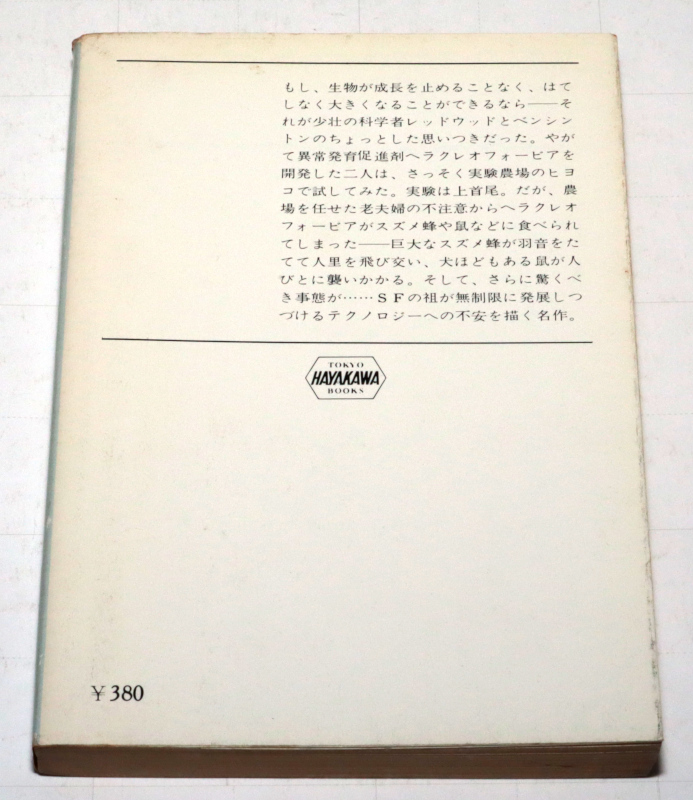 もし、生物が成長を止めることなく、はて
しなく大きくなることができるなら——そ
れが少壮の科学者レッドウッドとベンシン
トンのちょっとした思いつきだった。やが
て異常発育促進剤ヘラクレオフォービアを
開発した二人は、さっそく実験農場のヒヨ
コで試してみた。実験は上首尾。だが、農
場を任せた老夫婦の不注意からヘラクレオ
フォービアがスズメ蜂や鼠などに食べられ
てしまった——巨大なスズメ蜂が羽音をた
てて人里を飛び交い、犬ほどもある鼠が人
びとに襲いかかる。そして、さらに驚くべ
き事態が……ＳＦの祖が無制限に発展しつ
づけるテクノロジーへの不安を描く名作。
TOKYO
HAYAKAWA
BOOKS
￥380